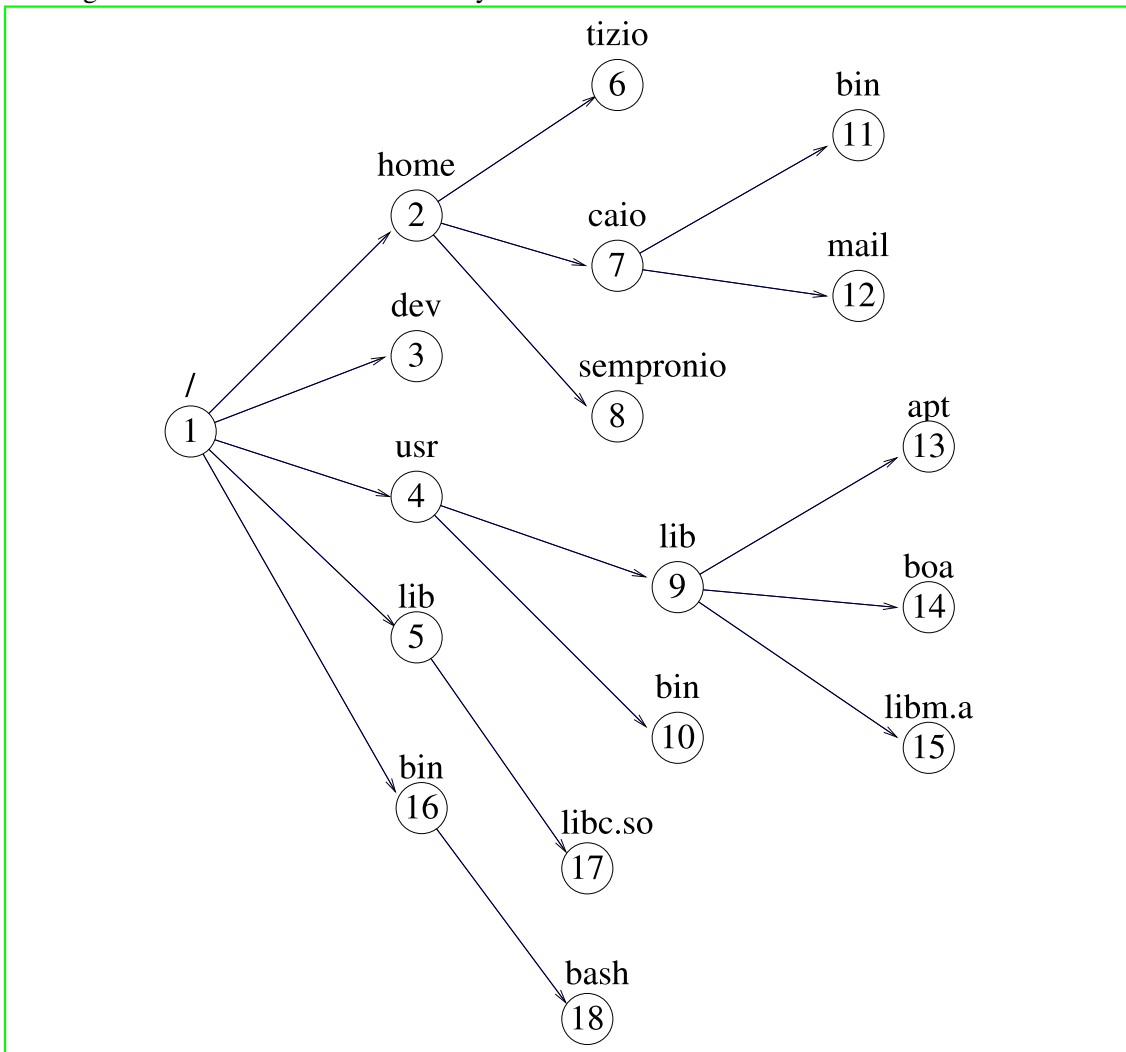 tizio
6
bin
11
home
2
caio
7
mail
12
dev
3
sempronio
8
/
1
apt
13
usr
4
lib
9
boa
14
lib
5
bin
10
libm.a
15
bin
16
libc.so
17
bash
18